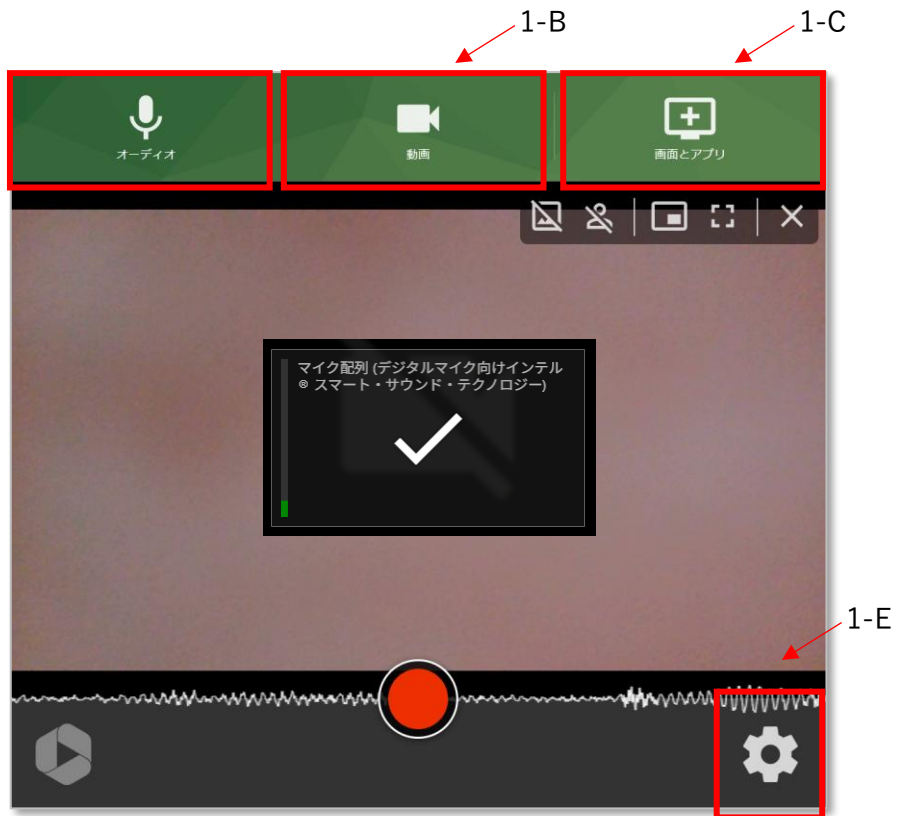 1-B
1-C
オーディオ
動画
画面とアプリ
マイク配列 (デジタルマイク向けインテル
® スマート・サウンド・テクノロジー)
1-E